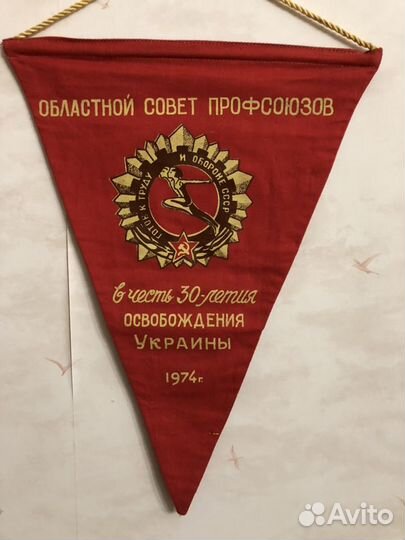 ОБЛАСТНОЙ СОВЕТ ПРОФСОЮЗОВ
ГОТОВ К ТРУДУ И ОБОРОНЕ СССР
в честь 30-летия
ОСВОБОЖДЕНИЯ
УКРАИНЫ
1974г.
Avito